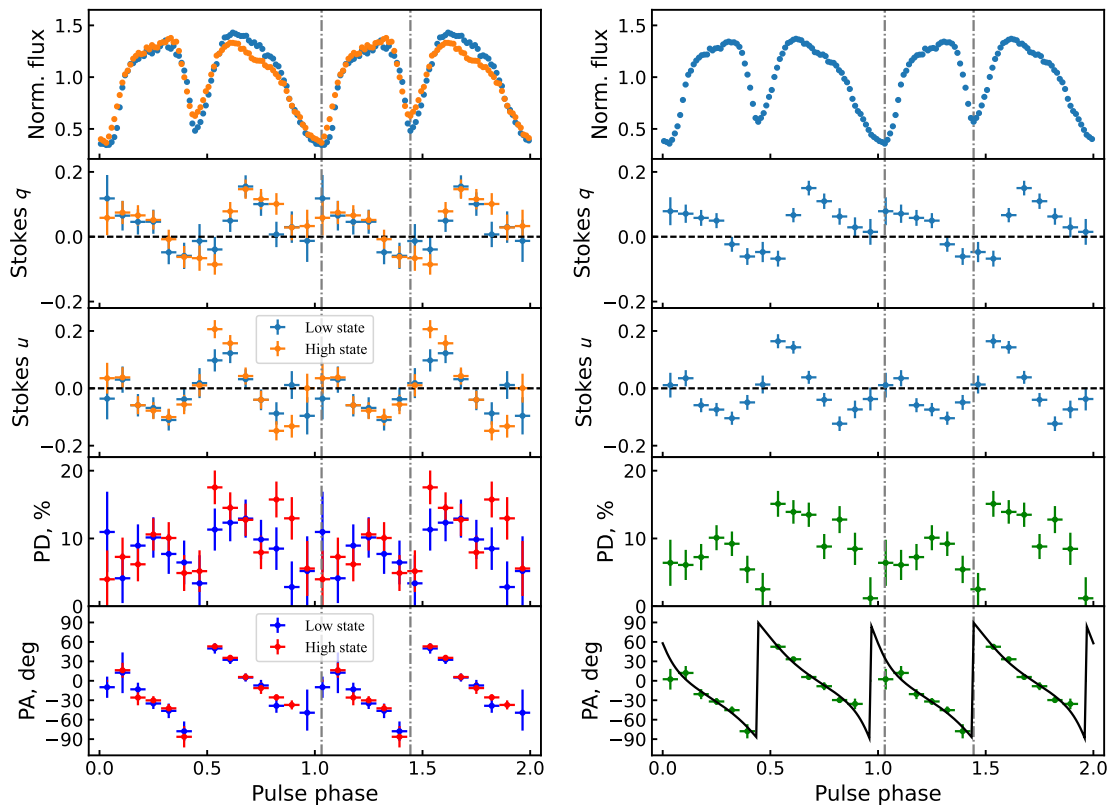 1.5
1.0
0.5
Norm. flux
0.2
0.0
−0.2
Stokes q
0.2
0.0
−0.2
Stokes u
Low state
High state
20
10
0
PD, %
90
60
30
0
−30
−60
−90
PA, deg
Low state
High state
0.0 0.5 1.0 1.5 2.0
Pulse phase
1.5
1.0
0.5
Norm. flux
0.2
0.0
−0.2
Stokes q
0.2
0.0
−0.2
Stokes u
20
10
0
PD, %
90
60
30
0
−30
−60
−90
PA, deg
0.0 0.5 1.0 1.5 2.0
Pulse phase